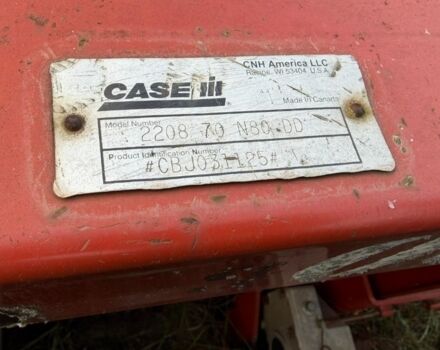 CNH America LLC
Racine, WI 53404 U.S.A.
CASE IH
Made in Canada
Model Number
2208 70 N80 DD
Product Identification Number
#CBJ031125#